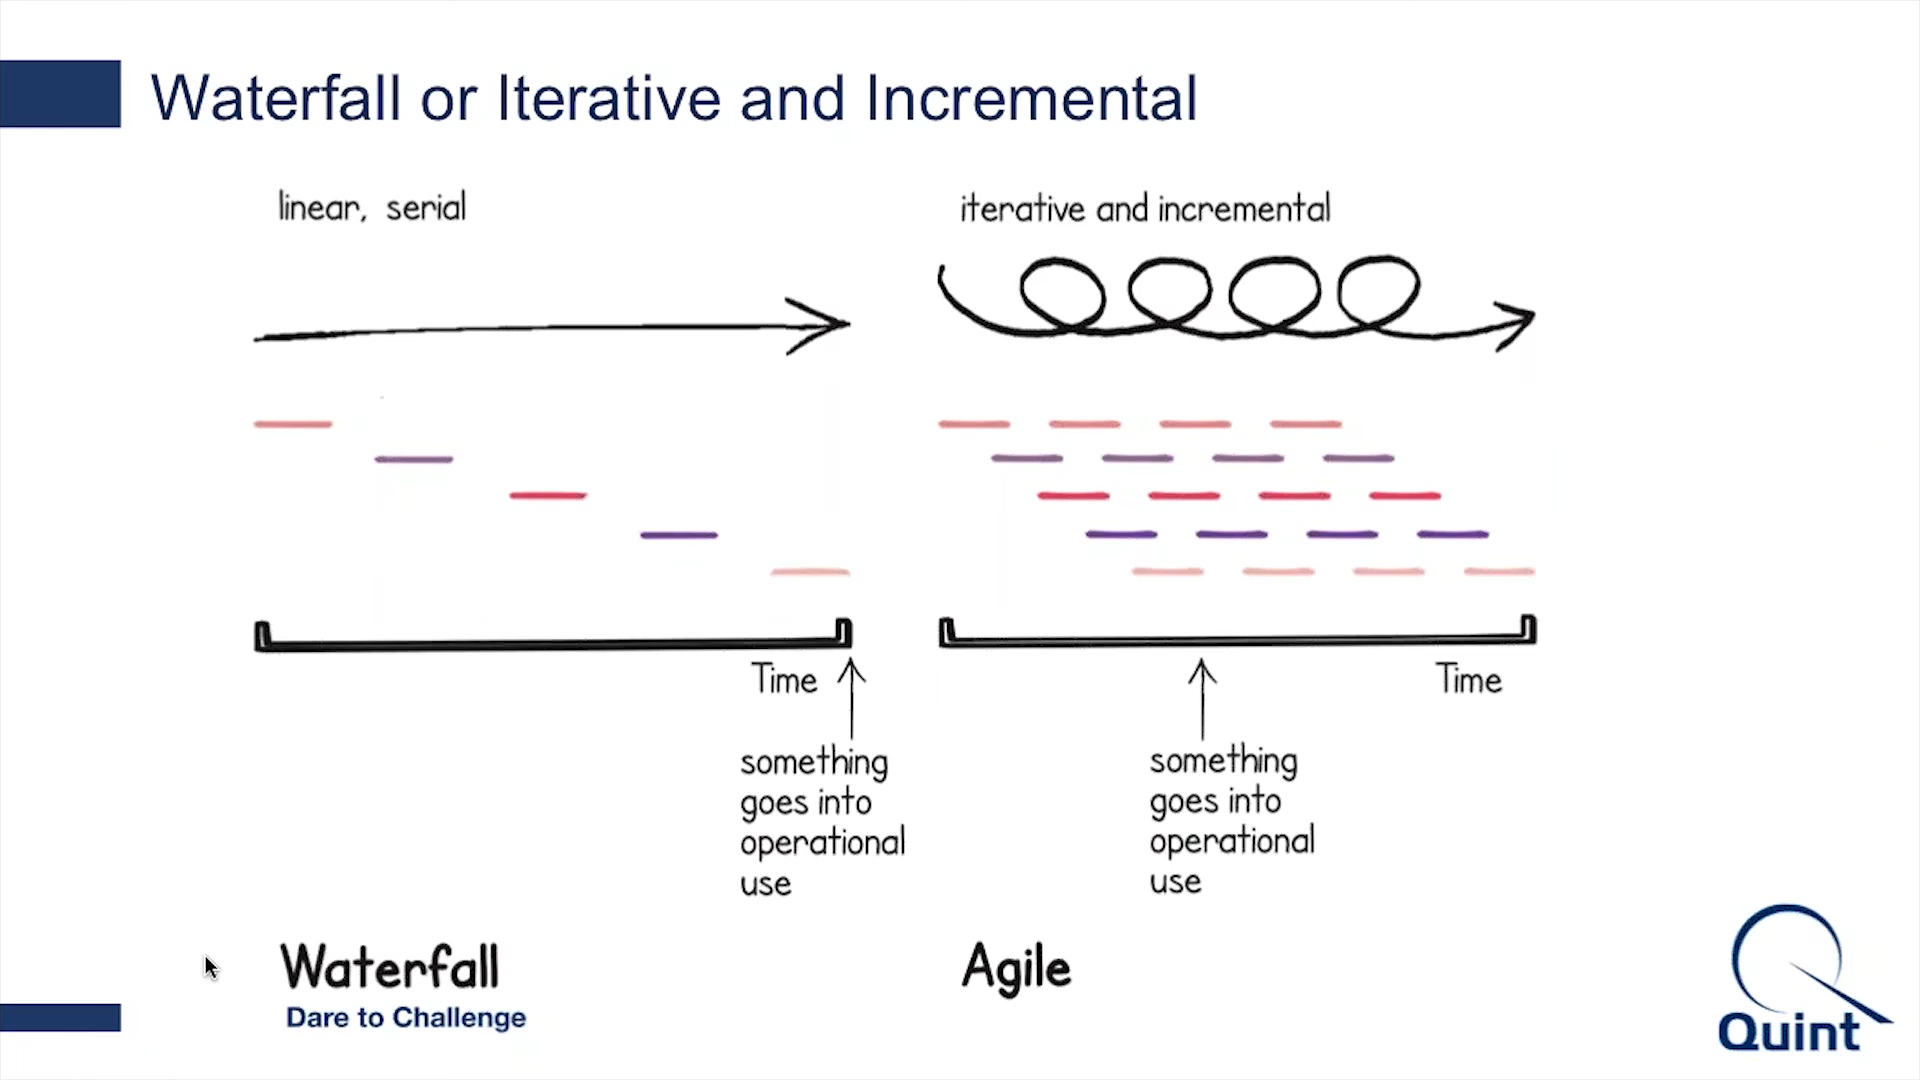 Waterfall or Iterative and Incremental
linear, serial
iterative and incremental
Time
something
goes into
operational
use
Time
something
goes into
operational
use
Waterfall
Agile
Dare to Challenge
Quint